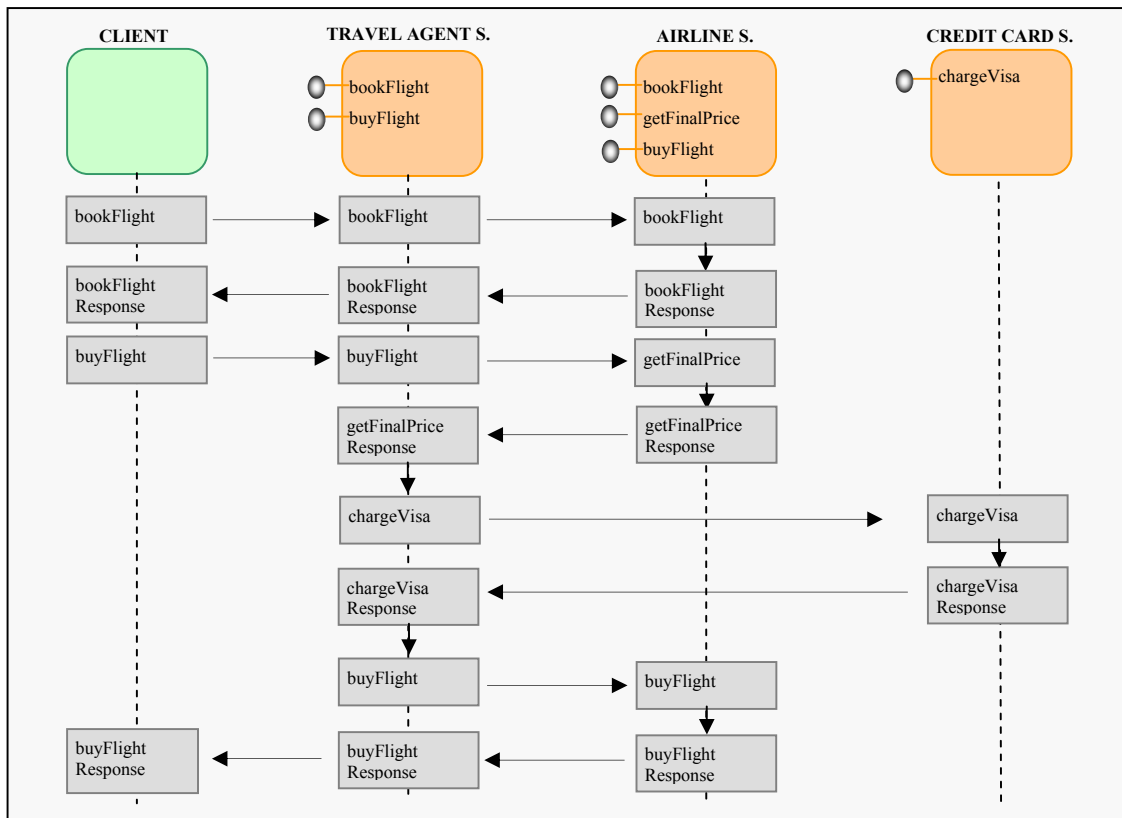 CLIENT
TRAVEL AGENT S.
AIRLINE S.
CREDIT CARD S.
bookFlight
buyFlight
bookFlight
getFinalPrice
buyFlight
chargeVisa
bookFlight
bookFlight
bookFlight
bookFlight
Response
bookFlight
Response
bookFlight
Response
buyFlight
buyFlight
getFinalPrice
getFinalPrice
Response
getFinalPrice
Response
chargeVisa
chargeVisa
chargeVisa
Response
chargeVisa
Response
buyFlight
buyFlight
buyFlight
Response
buyFlight
Response
buyFlight
Response